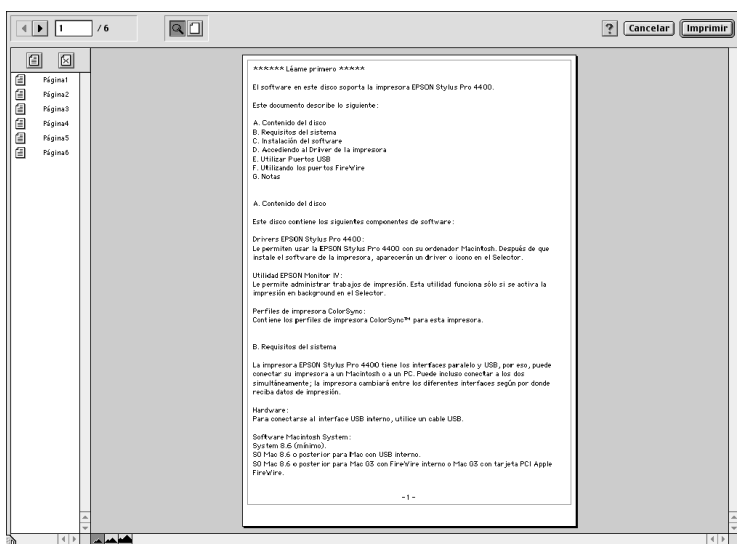 1 / 6
? Cancelar Imprimir
Página1
Página2
Página3
Página4
Página5
Página6
****** Léame primero *****
El software en este disco soporta la impresora EPSON Stylus Pro 4400.
Este documento describe lo siguiente:
A. Contenido del disco
B. Requisitos del sistema
C. Instalación del software
D. Accediendo al Driver de la impresora
E. Utilizar Puertos USB
F. Utilizando los puertos FireWire
G. Notas
A. Contenido del disco
Este disco contiene los siguientes componentes de software:
Drivers EPSON Stylus Pro 4400:
Le permiten usar la EPSON Stylus Pro 4400 con su ordenador Macintosh. Después de que
instale el software de la impresora, aparecerán un driver o icono en el Selector.
Utilidad EPSON Monitor IV:
Le permite administrar trabajos de impresión. Esta utilidad funciona sólo si se activa la
impresión en background en el Selector.
Perfiles de impresora ColorSync:
Contiene los perfiles de impresora ColorSync™ para esta impresora.
B. Requisitos del sistema
La impresora EPSON Stylus Pro 4400 tiene los interfaces paralelo y USB, por eso, puede
conectar su impresora a un Macintosh o a un PC. Puede incluso conectar a los dos
simultáneamente; la impresora cambiará entre los diferentes interfaces según por donde
reciba datos de impresión.
Hardware:
Para conectarse al interface USB interno, utilice un cable USB.
Software Macintosh System:
System 8.6 (mínimo).
SO Mac 8.6 o posterior para iMac con USB interno.
SO Mac 8.6 o posterior para Mac G3 con FireWire interno o Mac G3 con tarjeta PCI Apple
FireWire.
- 1 -